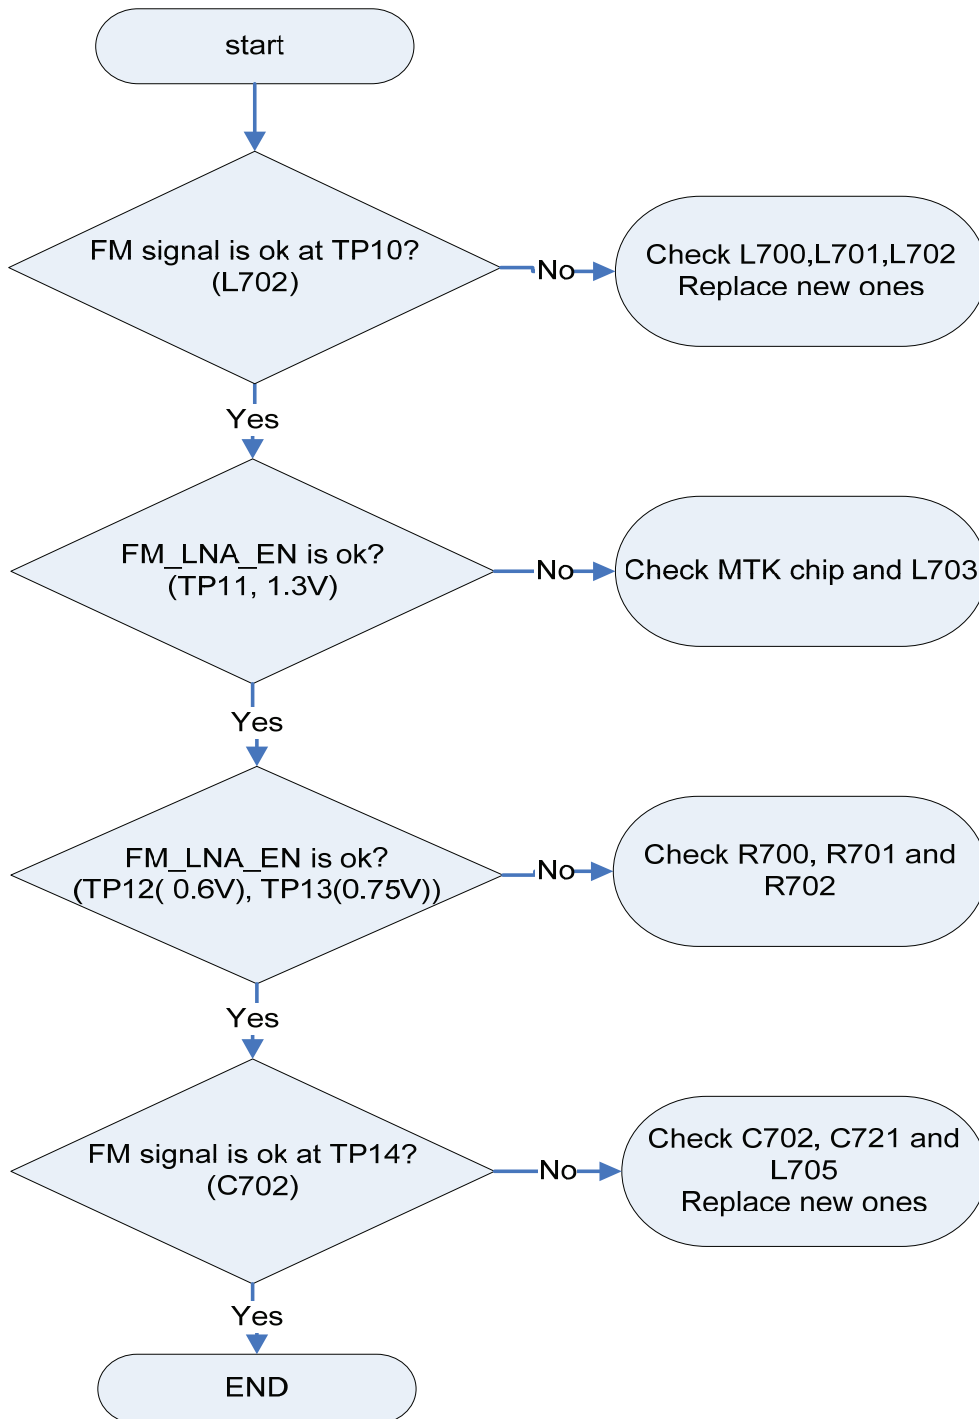 start
FM signal is ok at TP10?
(L702)
No
Check L700,L701,L702
Replace new ones
Yes
FM_LNA_EN is ok?
(TP11, 1.3V)
No
Check MTK chip and L703
Yes
FM_LNA_EN is ok?
(TP12( 0.6V), TP13(0.75V))
No
Check R700, R701 and
R702
Yes
FM signal is ok at TP14?
(C702)
No
Check C702, C721 and
L705
Replace new ones
Yes
END